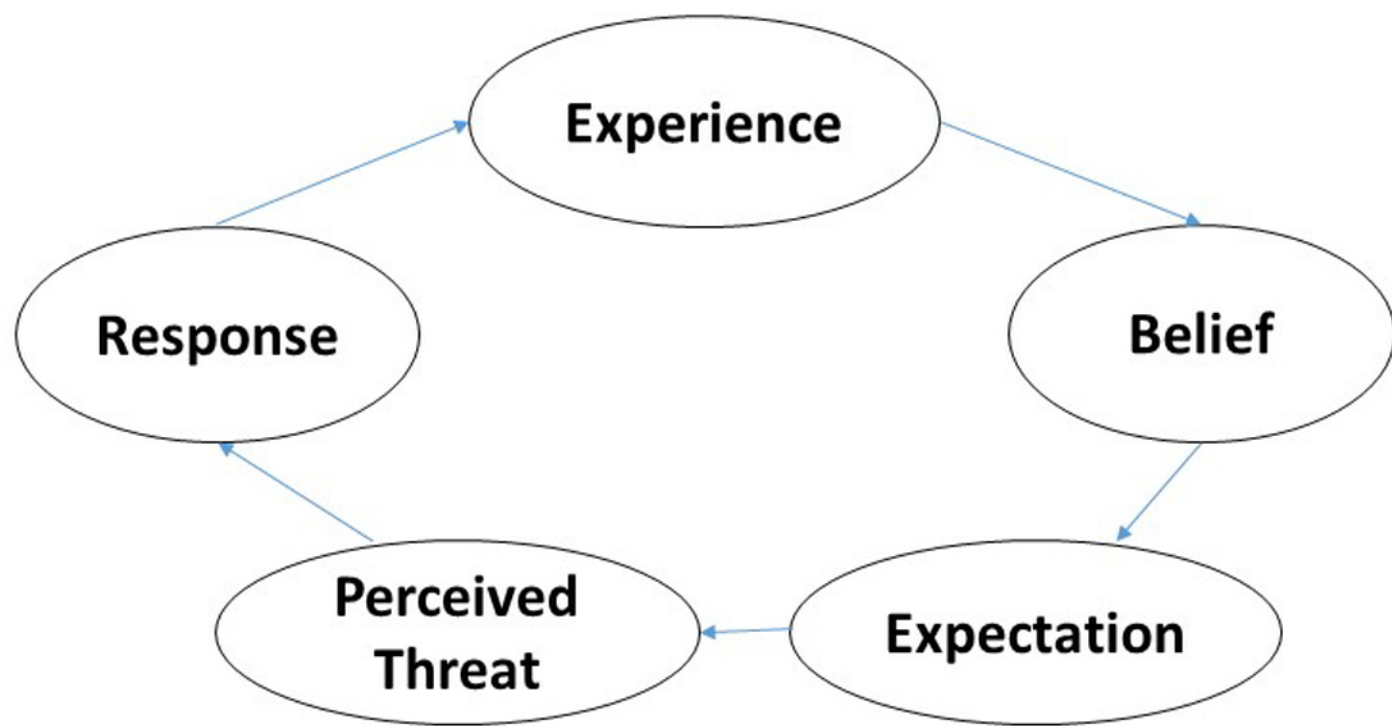 Experience
Response
Belief
Perceived
Threat
Expectation